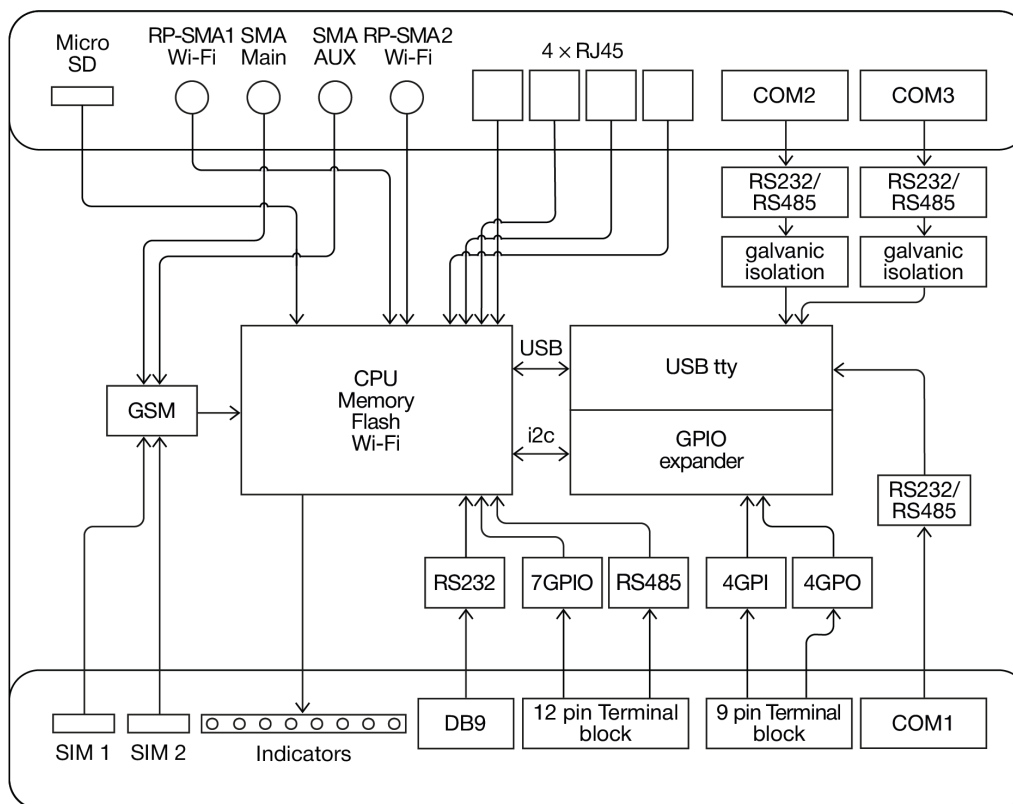 Micro
SD
RP-SMA1
Wi-Fi
SMA
Main
SMA
AUX
RP-SMA2
Wi-Fi
4 × RJ45
COM2
COM3
RS232/
RS485
RS232/
RS485
galvanic
isolation
galvanic
isolation
USB
USB tty
CPU
Memory
Flash
Wi-Fi
GSM
i2c
GPIO
expander
RS232/
RS485
RS232
7GPIO
RS485
4GPI
4GPO
DB9
12 pin Terminal
block
9 pin Terminal
block
COM1
SIM 1
SIM 2
Indicators